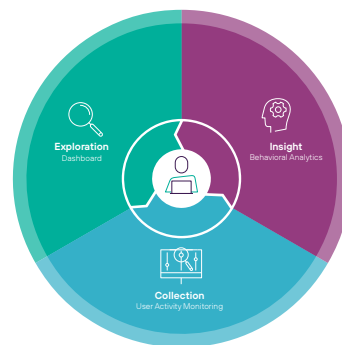 Exploration
Dashboard
Insight
Behavioral Analytics
Collection
User Activity Monitoring